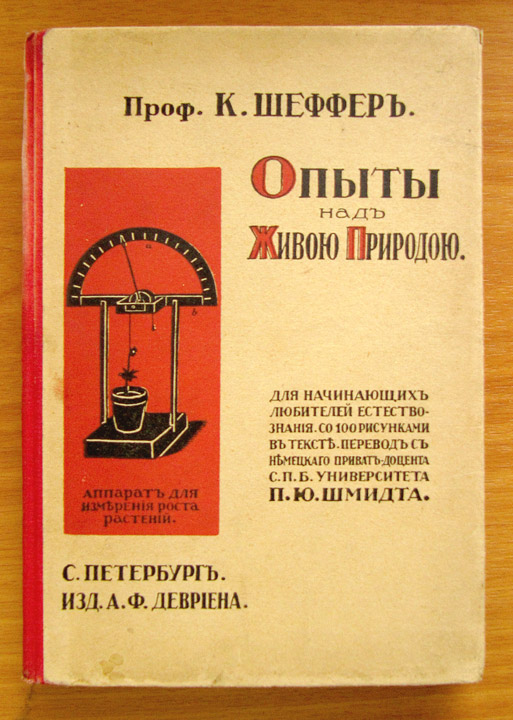 Проф. К. ШЕФФЕРЪ.
ОПЫТЫ
НАДЪ
ЖИВОЮ ПРИРОДОЮ.
ДЛЯ НАЧИНАЮЩИХЪ
ЛЮБИТЕЛЕЙ ЕСТЕСТВО-
ЗНАНІЯ. СО 100 РИСУНКАМИ
ВЪ ТЕКСТѢ. ПЕРЕВОДЪ СЪ
НѢМЕЦКАГО ПРИВАТЪ-ДОЦЕНТА
С.П.Б. УНИВЕРСИТЕТА
П.Ю. ШМИДТА.
АППАРАТЪ ДЛЯ
ИЗМѢРЕНІЯ РОСТА
РАСТЕНІЙ.
С. ПЕТЕРБУРГЪ.
ИЗД. А.Ф. ДЕВРІЕНА.